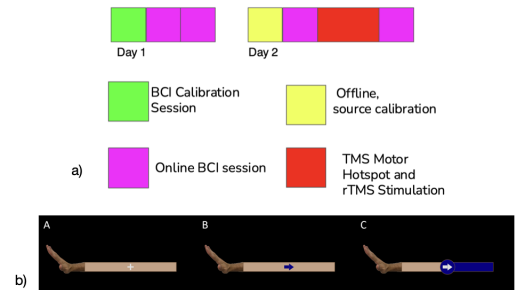 Day 1
Day 2
BCI Calibration
Session
Offline,
source calibration
a)
Online BCI session
TMS Motor
Hotspot and
rTMS Stimulation
b)
A
B
C